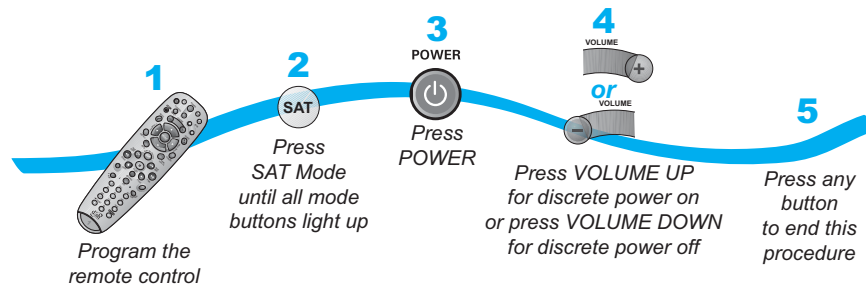 1
Program the
remote control
2
SAT
Press
SAT Mode
until all mode
buttons light up
3
POWER
Press
POWER
4
VOLUME
+
or
VOLUME
-
Press VOLUME UP
for discrete power on
or press VOLUME DOWN
for discrete power off
5
Press any
button
to end this
procedure